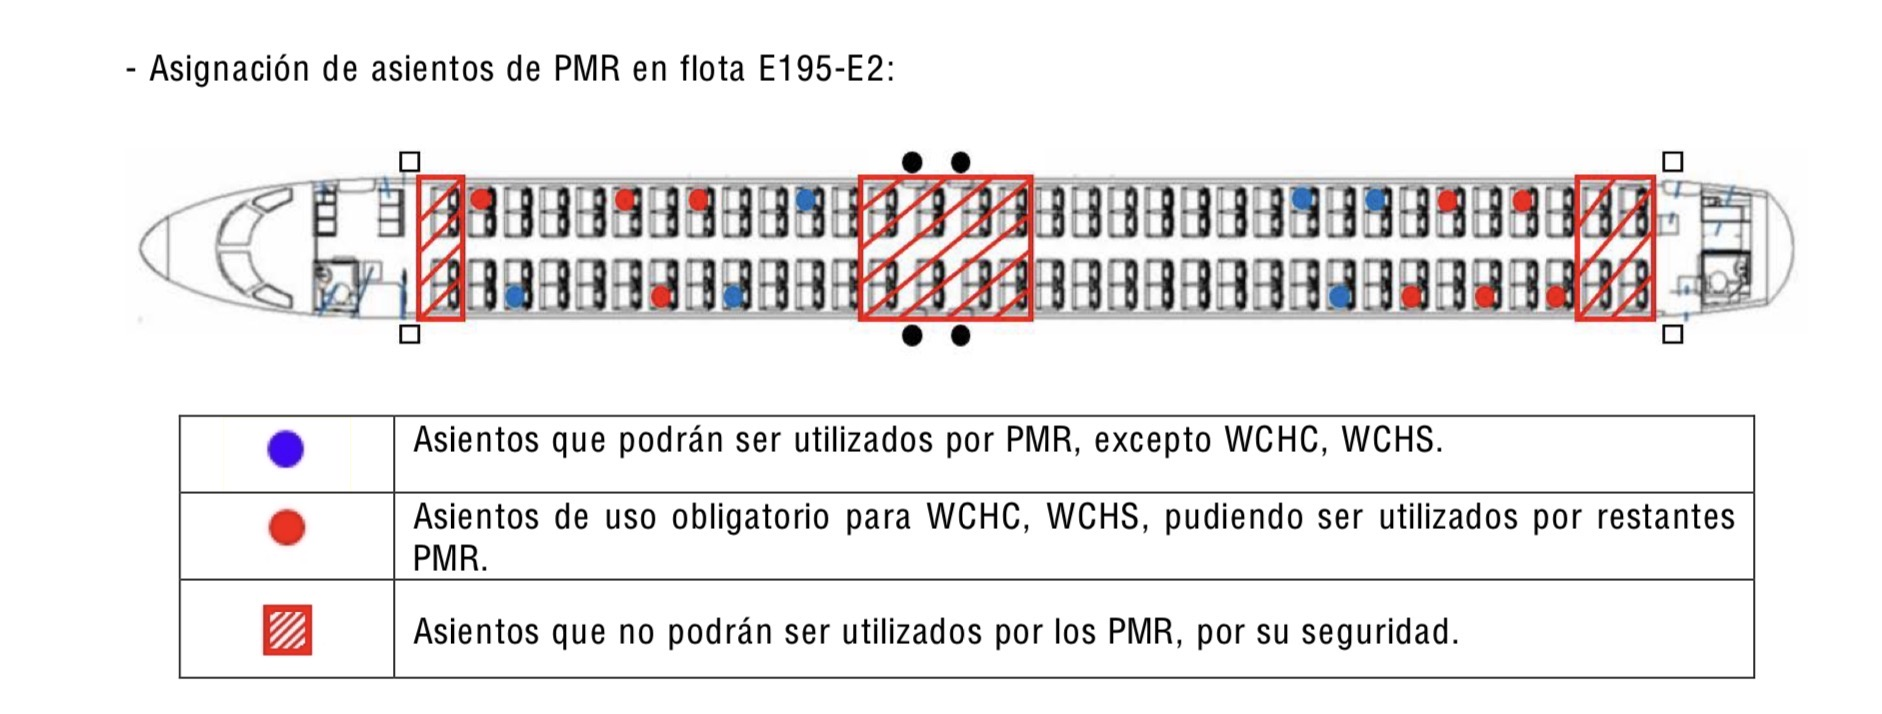 - Asignación de asientos de PMR en flota E195-E2:
Asientos que podrán ser utilizados por PMR, excepto WCHC, WCHS.
Asientos de uso obligatorio para WCHC, WCHS, pudiendo ser utilizados por restantes
PMR.
Asientos que no podrán ser utilizados por los PMR, por su seguridad.